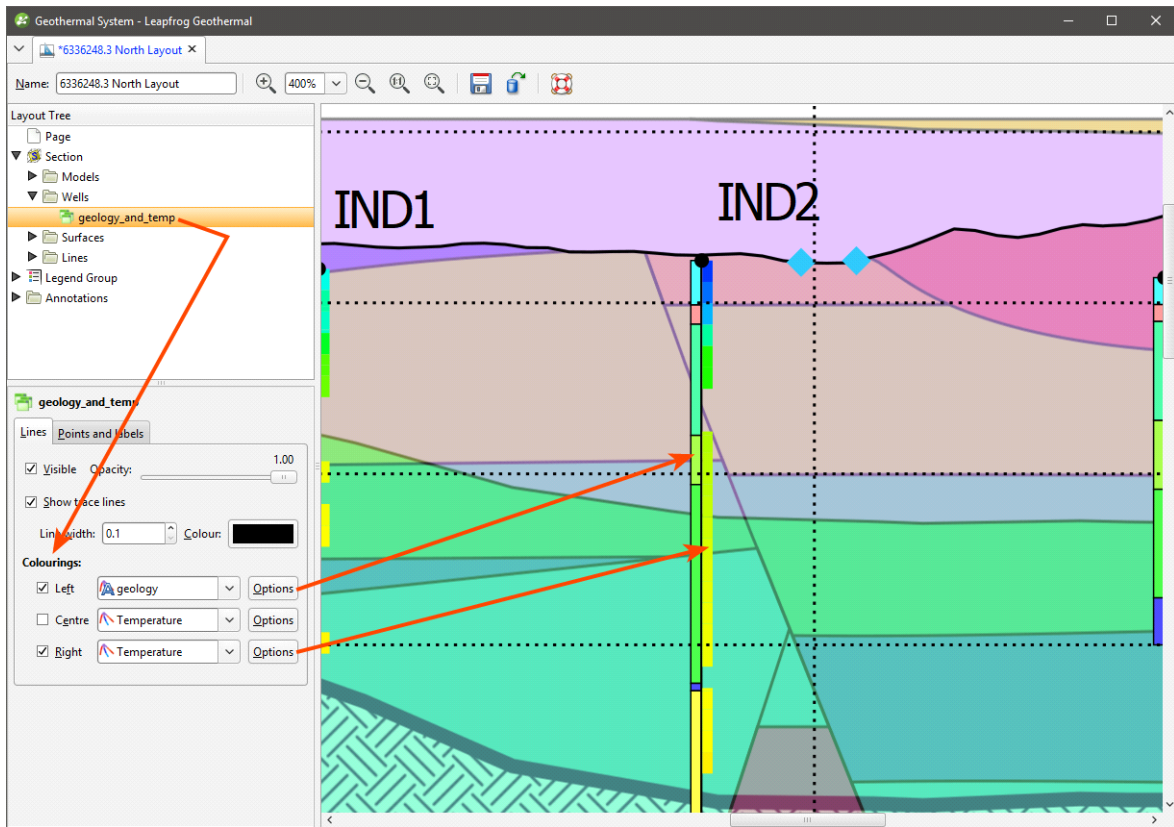 Geothermal System - Leapfrog Geothermal
*6336248.3 North Layout
Name: 6336248.3 North Layout
400%
Layout Tree
Page
Section
Models
Wells
geology_and_temp
Surfaces
Lines
Legend Group
Annotations
geology_and_temp
Lines Points and labels
Visible Opacity: 1.00
Show trace lines
Line width: 0.1 Colour:
Colourings:
Left geology Options
Centre Temperature Options
Right Temperature Options
IND1
IND2